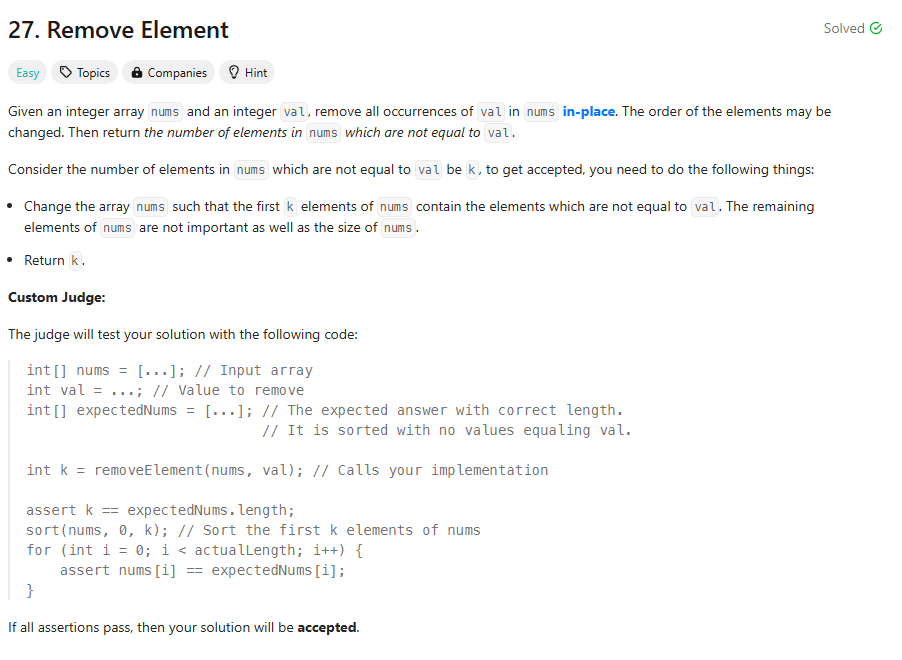 27. Remove Element
Solved
Easy Topics Companies Hint
Given an integer array nums and an integer val, remove all occurrences of val in nums in-place. The order of the elements may be
changed. Then return the number of elements in nums which are not equal to val.
Consider the number of elements in nums which are not equal to val be k, to get accepted, you need to do the following things:
• Change the array nums such that the first k elements of nums contain the elements which are not equal to val. The remaining
elements of nums are not important as well as the size of nums.
• Return k.
Custom Judge:
The judge will test your solution with the following code:
int[] nums = [...]; // Input array
int val = ...; // Value to remove
int[] expectedNums = [...]; // The expected answer with correct length.
// It is sorted with no values equaling val.
int k = removeElement(nums, val); // Calls your implementation
assert k == expectedNums.length;
sort(nums, 0, k); // Sort the first k elements of nums
for (int i = 0; i < actualLength; i++) {
assert nums[i] == expectedNums[i];
}
If all assertions pass, then your solution will be accepted.